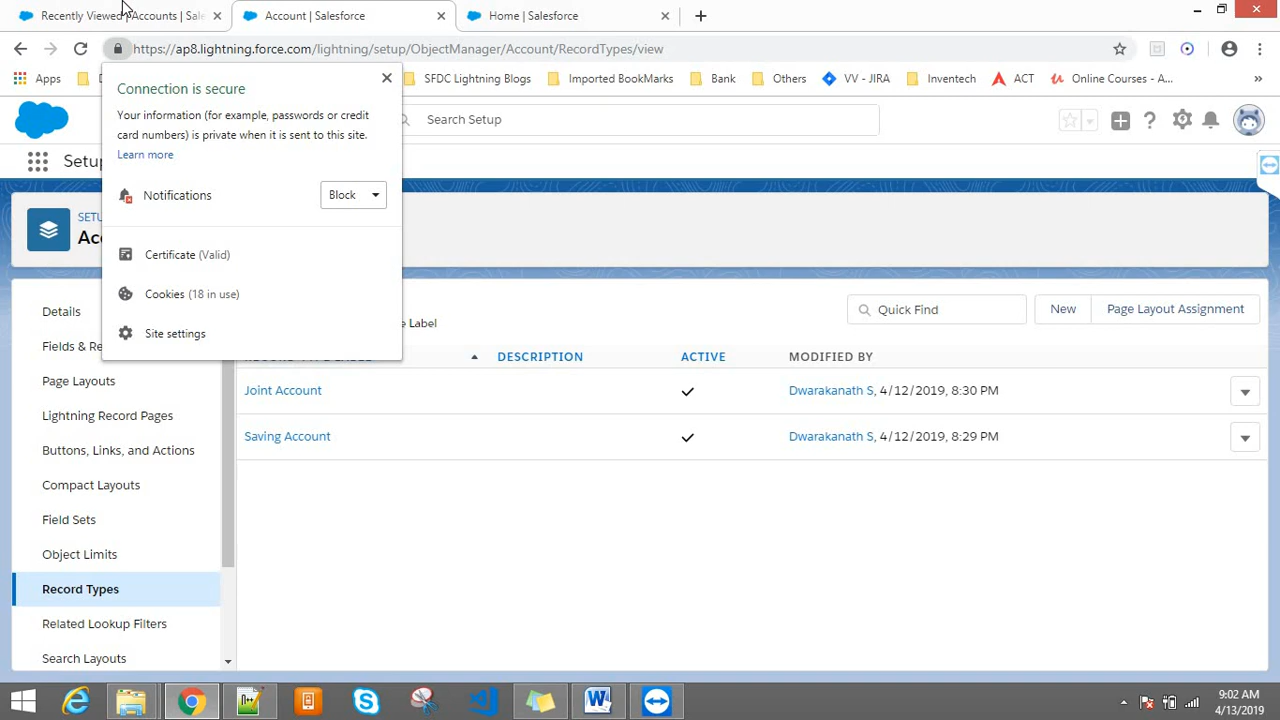 Recently Viewed | Accounts | Sale
Account | Salesforce
Home | Salesforce
https://ap8.lightning.force.com/lightning/setup/ObjectManager/Account/RecordTypes/view
Apps
SFDC Lightning Blogs
Imported BookMarks
Bank
Others
VV - JIRA
Inventech
ACT
Online Courses - A...
»
Connection is secure
Your information (for example, passwords or credit
card numbers) is private when it is sent to this site.
Learn more
Notifications
Block
Certificate (Valid)
Cookies (18 in use)
Site settings
Search Setup
Setup
SETU
Acc
Details
Fields & Re
Page Layouts
Lightning Record Pages
Buttons, Links, and Actions
Compact Layouts
Field Sets
Object Limits
Record Types
Related Lookup Filters
Search Layouts
e Label
Quick Find
New
Page Layout Assignment
DESCRIPTION
ACTIVE
MODIFIED BY
Joint Account
Dwarakanath S, 4/12/2019, 8:30 PM
Saving Account
Dwarakanath S, 4/12/2019, 8:29 PM
9:02 AM
4/13/2019